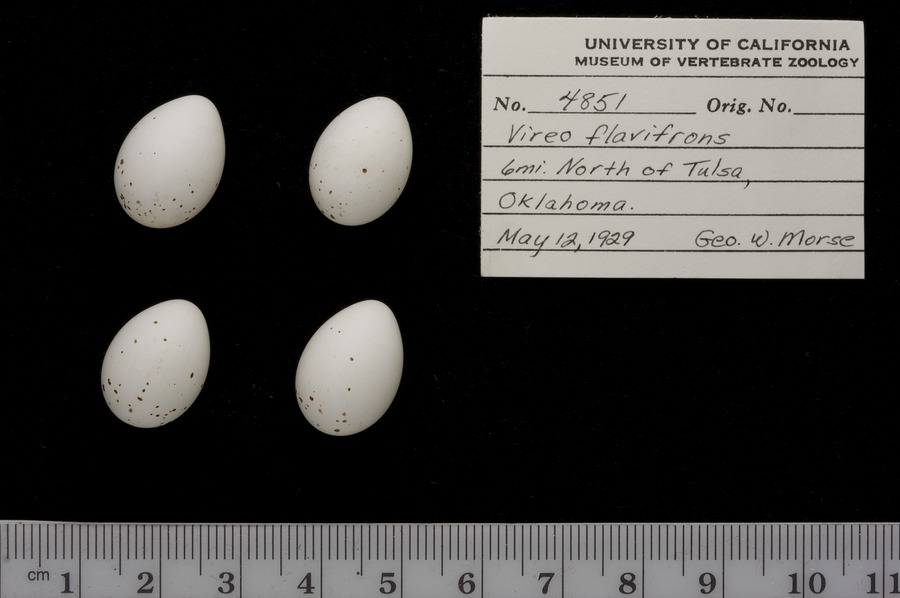 UNIVERSITY OF CALIFORNIA
MUSEUM OF VERTEBRATE ZOOLOGY
No. 4851 Orig. No.
Vireo flavifrons
6mi. North of Tulsa,
Oklahoma.
May 12, 1929 Geo. W. Morse
cm 1 2 3 4 5 6 7 8 9 10 11